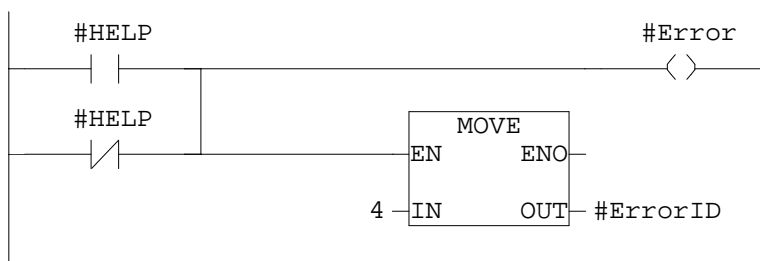 #HELP #Error
#HELP
MOVE
EN ENO
4 IN OUT #ErrorID